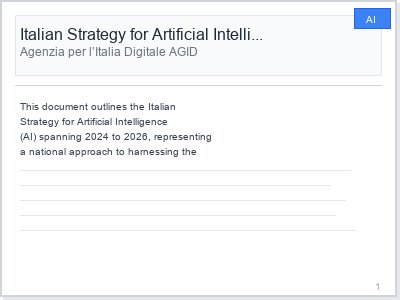 AI
Italian Strategy for Artificial Intelli...
Agenzia per l'Italia Digitale AGID
This document outlines the Italian
Strategy for Artificial Intelligence
(AI) spanning 2024 to 2026, representing
a national approach to harnessing the
1